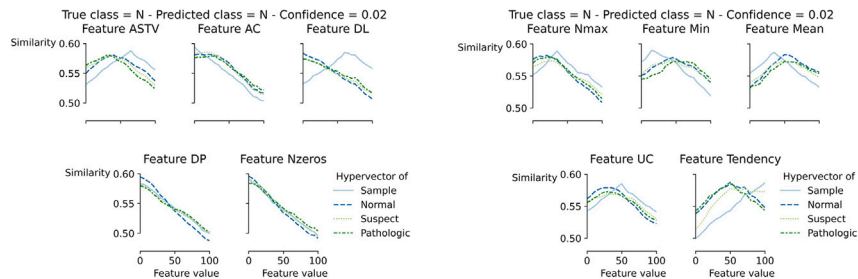 True class = N - Predicted class = N - Confidence = 0.02
Feature ASTV
Feature AC
Feature DL
Similarity
0.60
0.55
0.50
Feature DP
Feature Nzeros
Similarity
0.60
0.55
0.50
0
50
100
0
50
100
Feature value
Feature value
Hypervector of
Sample
Normal
Suspect
Pathologic
True class = N - Predicted class = N - Confidence = 0.02
Feature Nmax
Feature Min
Feature Mean
Similarity
0.60
0.55
0.50
Feature UC
Feature Tendency
Similarity
0.60
0.55
0.50
0
50
100
0
50
100
Feature value
Feature value
Hypervector of
Sample
Normal
Suspect
Pathologic